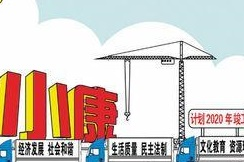 小康
计划2020年竣工
经济发展 社会和谐
生活质量 民主法制
文化教育 资源